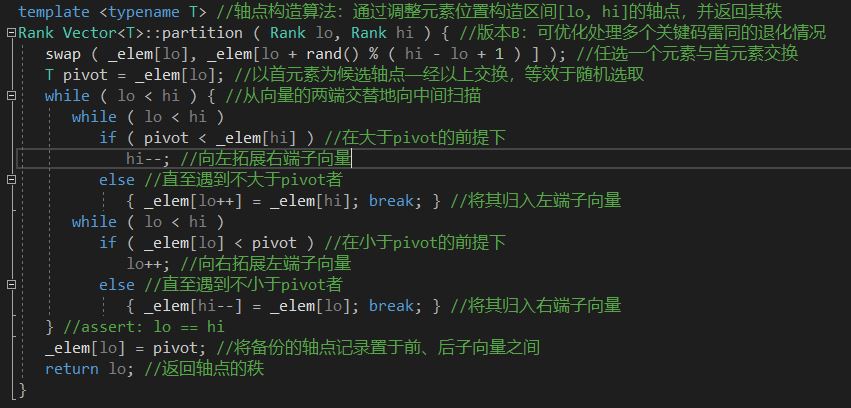 template <typename T> //轴点构造算法：通过调整元素位置构造区间[lo, hi]的轴点，并返回其秩
Rank Vector<T>::partition ( Rank lo, Rank hi ) { //版本B：可优化处理多个关键码雷同的退化情况
swap ( _elem[lo], _elem[lo + rand() % ( hi - lo + 1 ) ] ); //任选一个元素与首元素交换
T pivot = _elem[lo]; //以首元素为候选轴点—经以上交换，等效于随机选取
while ( lo < hi ) { //从向量的两端交替地向中间扫描
while ( lo < hi )
if ( pivot < _elem[hi] ) //在大于pivot的前提下
hi--; //向左拓展右端子向量
else //直至遇到不大于pivot者
{ _elem[lo++] = _elem[hi]; break; } //将其归入左端子向量
while ( lo < hi )
if ( _elem[lo] < pivot ) //在小于pivot的前提下
lo++; //向右拓展左端子向量
else //直至遇到不小于pivot者
{ _elem[hi--] = _elem[lo]; break; } //将其归入右端子向量
} //assert: lo == hi
_elem[lo] = pivot; //将备份的轴点记录置于前、后子向量之间
return lo; //返回轴点的秩
}